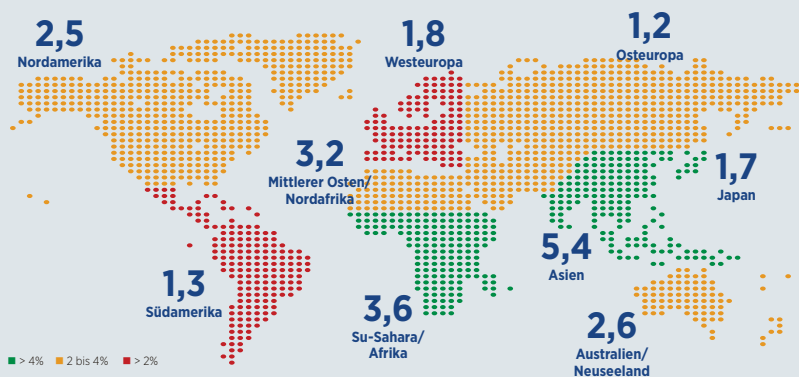 2,5
Nordamerika
1,8
Westeuropa
1,2
Osteuropa
3,2
Mittlerer Osten/
Nordafrika
1,7
Japan
5,4
Asien
1,3
Südamerika
3,6
Su-Sahara/
Afrika
2,6
Australien/
Neuseeland
> 4% 2 bis 4% > 2%